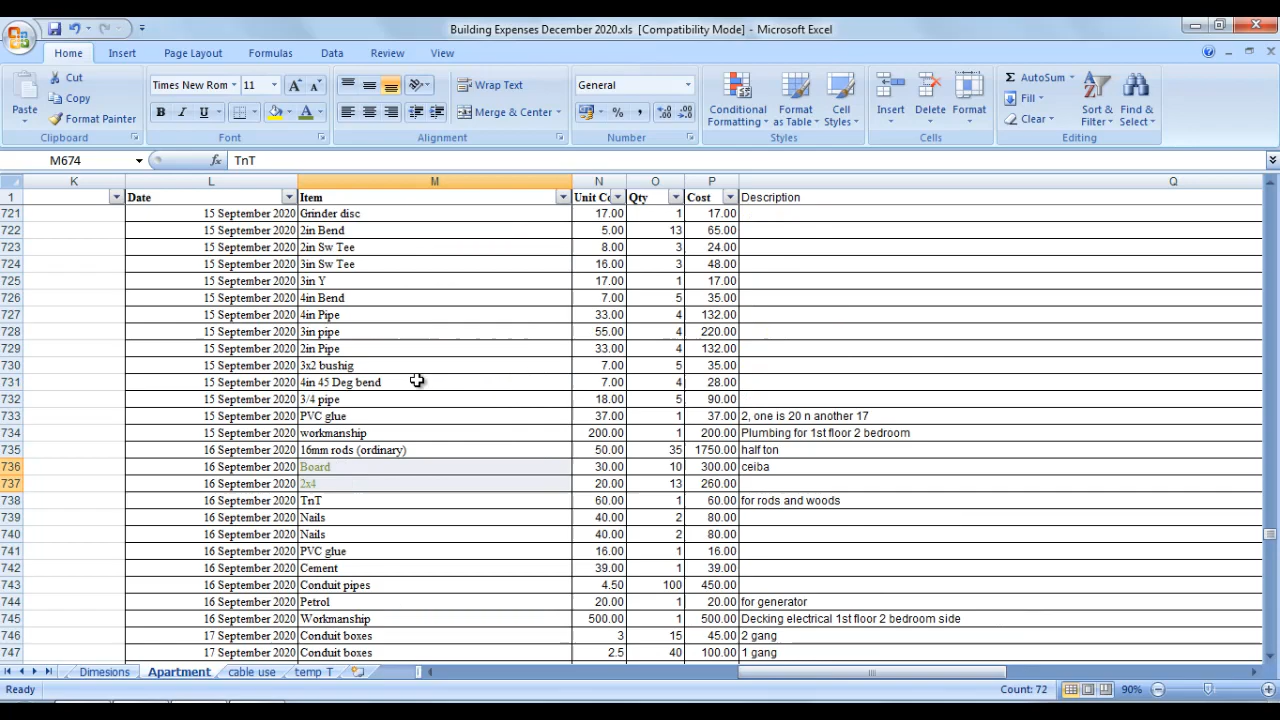 Building Expenses December 2020.xls [Compatibility Mode] - Microsoft Excel
Home Insert Page Layout Formulas Data Review View
Paste Cut Copy Format Painter Clipboard
Times New Rom 11 B I U Font
Wrap Text Merge & Center Alignment
General % , Number
Conditional Formatting Format as Table Cell Styles Styles
Insert Delete Format Cells
Σ AutoSum Fill Clear Sort & Filter Find & Select Editing
M674 fx TnT
K L M N O P Q
1 Date Item Unit Co Qty Cost Description
721 15 September 2020 Grinder disc 17.00 1 17.00
722 15 September 2020 2in Bend 5.00 13 65.00
723 15 September 2020 2in Sw Tee 8.00 3 24.00
724 15 September 2020 3in Sw Tee 16.00 3 48.00
725 15 September 2020 3in Y 17.00 1 17.00
726 15 September 2020 4in Bend 7.00 5 35.00
727 15 September 2020 4in Pipe 33.00 4 132.00
728 15 September 2020 3in pipe 55.00 4 220.00
729 15 September 2020 2in Pipe 33.00 4 132.00
730 15 September 2020 3x2 bushig 7.00 5 35.00
731 15 September 2020 4in 45 Deg bend 7.00 4 28.00
732 15 September 2020 3/4 pipe 18.00 5 90.00
733 15 September 2020 PVC glue 37.00 1 37.00 2, one is 20 n another 17
734 15 September 2020 workmanship 200.00 1 200.00 Plumbing for 1st floor 2 bedroom
735 16 September 2020 16mm rods (ordinary) 50.00 35 1750.00 half ton
736 16 September 2020 Board 30.00 10 300.00 ceiba
737 16 September 2020 2x4 20.00 13 260.00
738 16 September 2020 TnT 60.00 1 60.00 for rods and woods
739 16 September 2020 Nails 40.00 2 80.00
740 16 September 2020 Nails 40.00 2 80.00
741 16 September 2020 PVC glue 16.00 1 16.00
742 16 September 2020 Cement 39.00 1 39.00
743 16 September 2020 Conduit pipes 4.50 100 450.00
744 16 September 2020 Petrol 20.00 1 20.00 for generator
745 16 September 2020 Workmanship 500.00 1 500.00 Decking electrical 1st floor 2 bedroom side
746 17 September 2020 Conduit boxes 3 15 45.00 2 gang
747 17 September 2020 Conduit boxes 2.5 40 100.00 1 gang
Dimesions Apartment cable use temp T
Ready Count: 72 90%